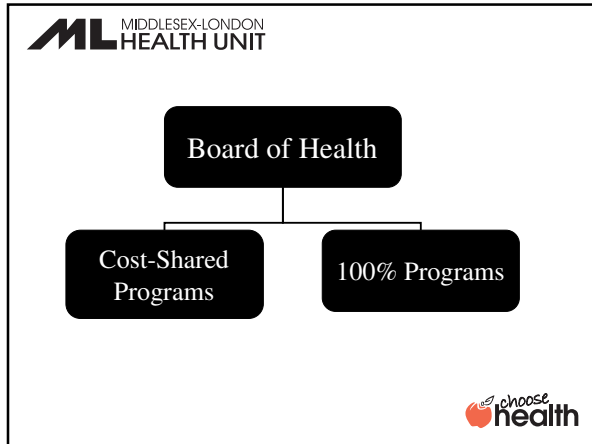 ML MIDDLESEX-LONDON
HEALTH UNIT
Board of Health
Cost-Shared
Programs
100% Programs
choose
health